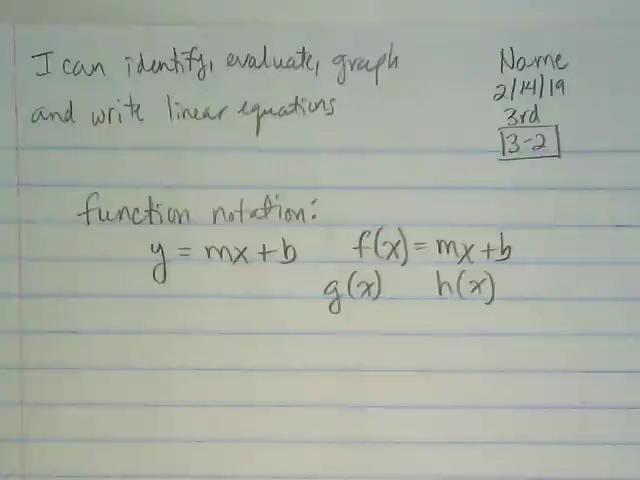 I can identify, evaluate, graph
and write linear equations
Name
2/14/19
3rd
3-2
function notation:
y = mx + b f(x) = mx + b
g(x) h(x)